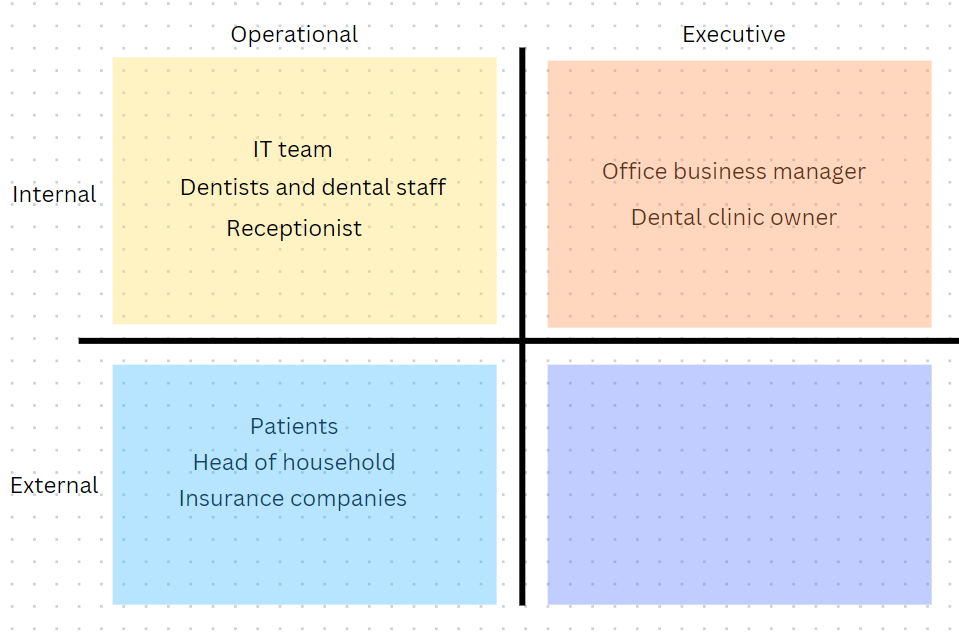 Operational
Executive
Internal
IT team
Dentists and dental staff
Receptionist
Office business manager
Dental clinic owner
External
Patients
Head of household
Insurance companies